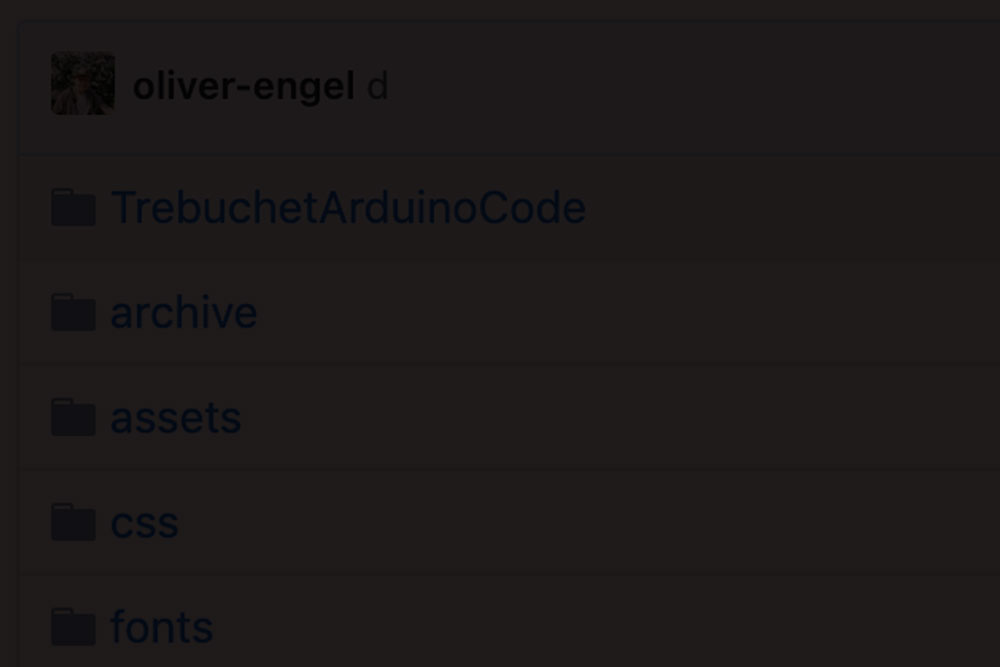 oliver-engel d
TrebuchetArduinoCode
archive
assets
css
fonts